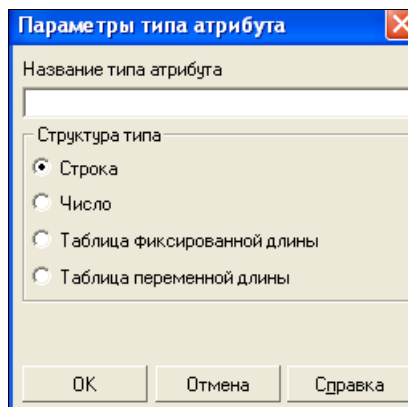 Параметры типа атрибута
Название типа атрибута
Структура типа
Строка
Число
Таблица фиксированной длины
Таблица переменной длины
OK
Отмена
Справка